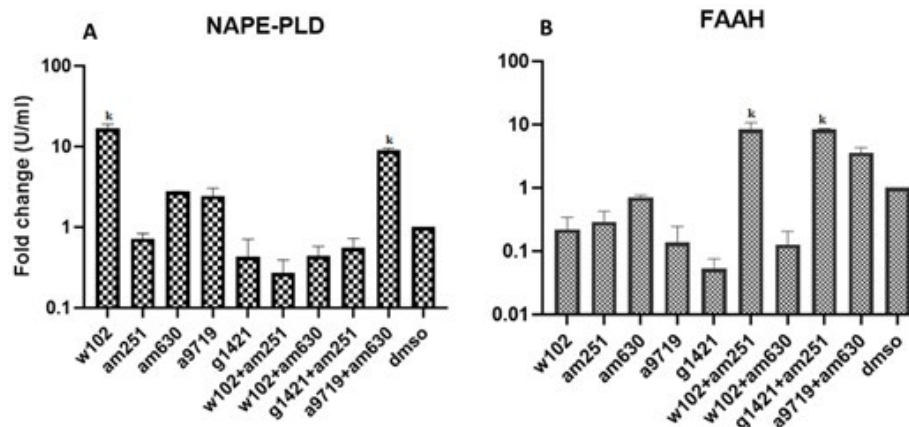 A
NAPE-PLD
Fold change (U/ml)
100
10
1
0.1
k
k
w102
am251
am630
a9719
g1421
w102+am251
w102+am630
g1421+am251
a9719+am630
dmso
B
FAAH
100
10
1
0.1
0.01
k
k
w102
am251
am630
a9719
g1421
w102+am251
w102+am630
g1421+am251
a9719+am630
dmso